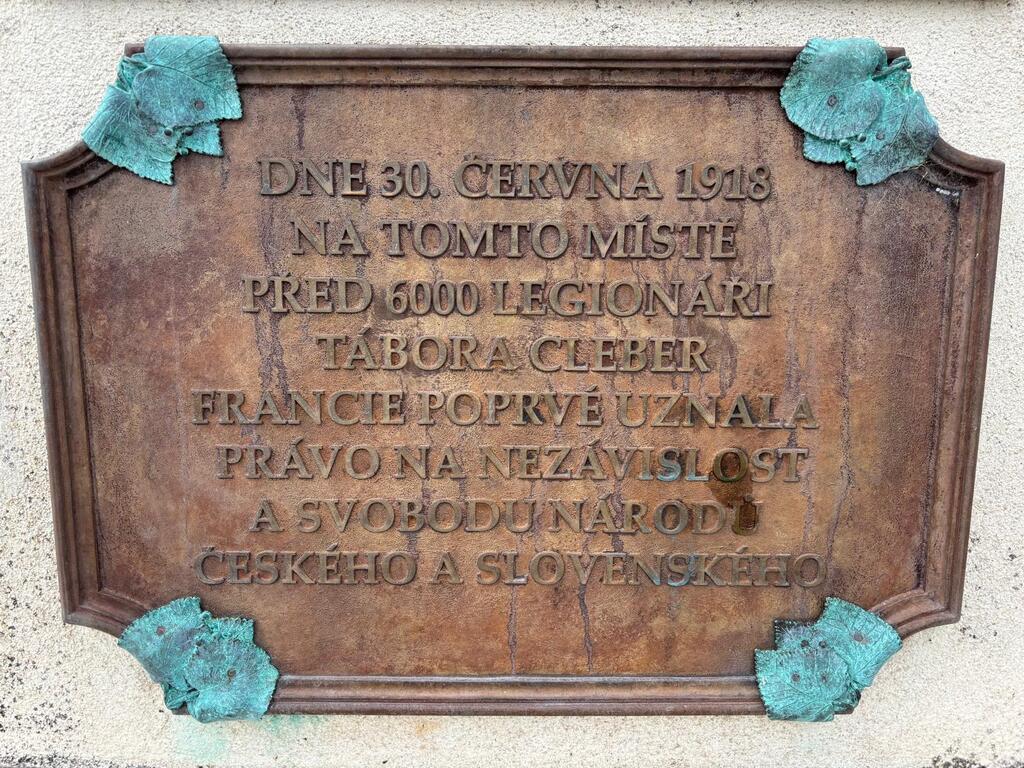 DNE 30. ČERVNA 1918
NA TOMTO MÍSTĚ
PŘED 6000 LEGIONÁŘI
TÁBORA CLEBER
FRANCIE POPRVÉ UZNALA
PRÁVO NA NEZÁVISLOST
A SVOBODU NÁRODŮ
ČESKÉHO A SLOVENSKÉHO